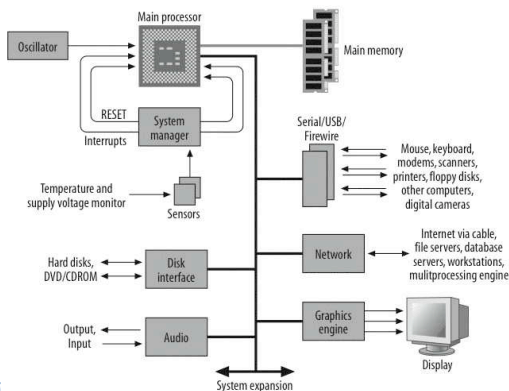 Main processor
Oscillator
Main memory
RESET
System
manager
Interrupts
Serial/USB/
Firewire
Mouse, keyboard,
modems, scanners,
printers, floppy disks,
other computers,
digital cameras
Temperature and
supply voltage monitor
Sensors
Internet via cable,
file servers, database
servers, workstations,
mulitprocessing engine
Network
Hard disks,
DVD/CDROM
Disk
interface
Graphics
engine
Output,
Input
Audio
Display
System expansion